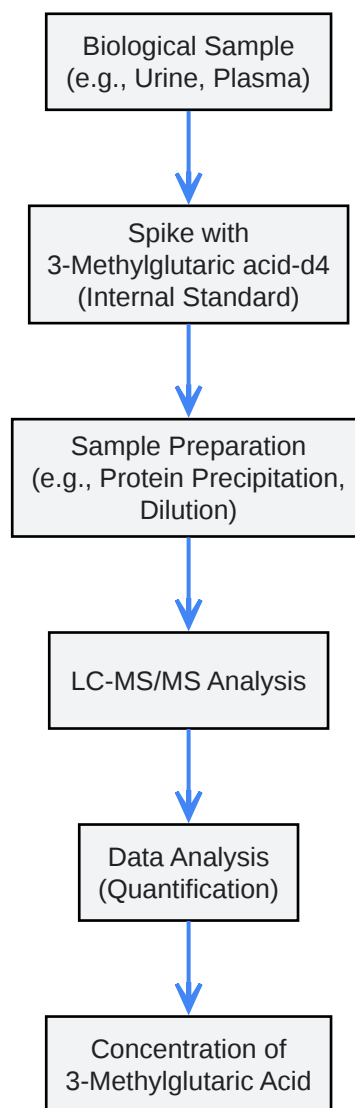 Biological Sample
(e.g., Urine, Plasma)
Spike with
3-Methylglutaric acid-d4
(Internal Standard)
Sample Preparation
(e.g., Protein Precipitation,
Dilution)
LC-MS/MS Analysis
Data Analysis
(Quantification)
Concentration of
3-Methylglutaric Acid